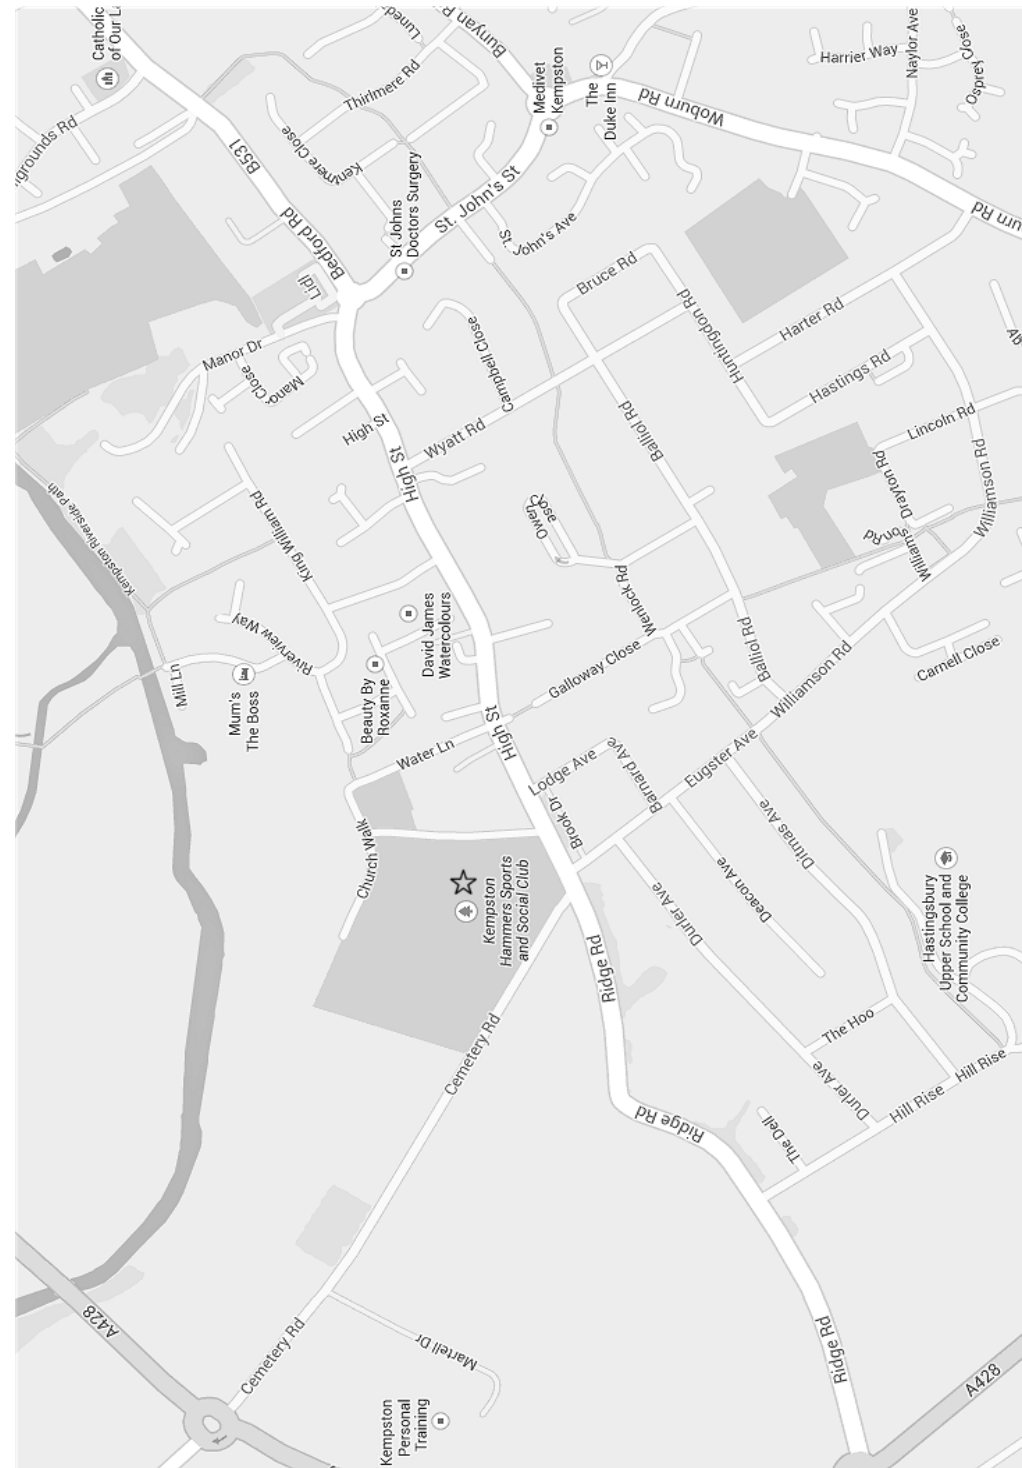 Catholic
of Our L
Luned
Bunyan R
Naylor Ave
Osprey Close
Harrier Way
Thirlmere Rd
Medivet
Kempston
The
Duke Inn
Woburn Rd
grounds Rd
B531
Kentmere Close
St Johns
Doctors Surgery
St. John's St
John's Ave
urn Rd
Bedford Rd
Lidl
Bruce Rd
Huntingdon Rd
Harter Rd
Hastings Rd
Manor Dr
Close
Campbell Close
High St
Wyatt Rd
High St
Balliol Rd
Lincoln Rd
Drayton Rd
Williamson Rd
Kempston Riverside Path
King William Rd
Owen
Close
Williams
on Rd
Wenlock Rd
David James
Watercolours
Riverview Way
Balliol Rd
Mill Ln
Mum's
The Boss
Beauty By
Roxanne
Galloway Close
Carnell Close
Williamson Rd
High St
Water Ln
Lodge Ave
Barnard Ave
Eugster Ave
Brook Dr
Church Walk
Kempston
Hammers Sports
and Social Club
Durler Ave
Deacon Ave
Ditmas Ave
Hastingsbury
Upper School and
Community College
Ridge Rd
Cemetery Rd
The Hoo
Durler Ave
Hill Rise
Hill Rise
Ridge Rd
The Dell
A428
Cemetery Rd
Martell Dr
Ridge Rd
A428
Kempston
Personal
Training